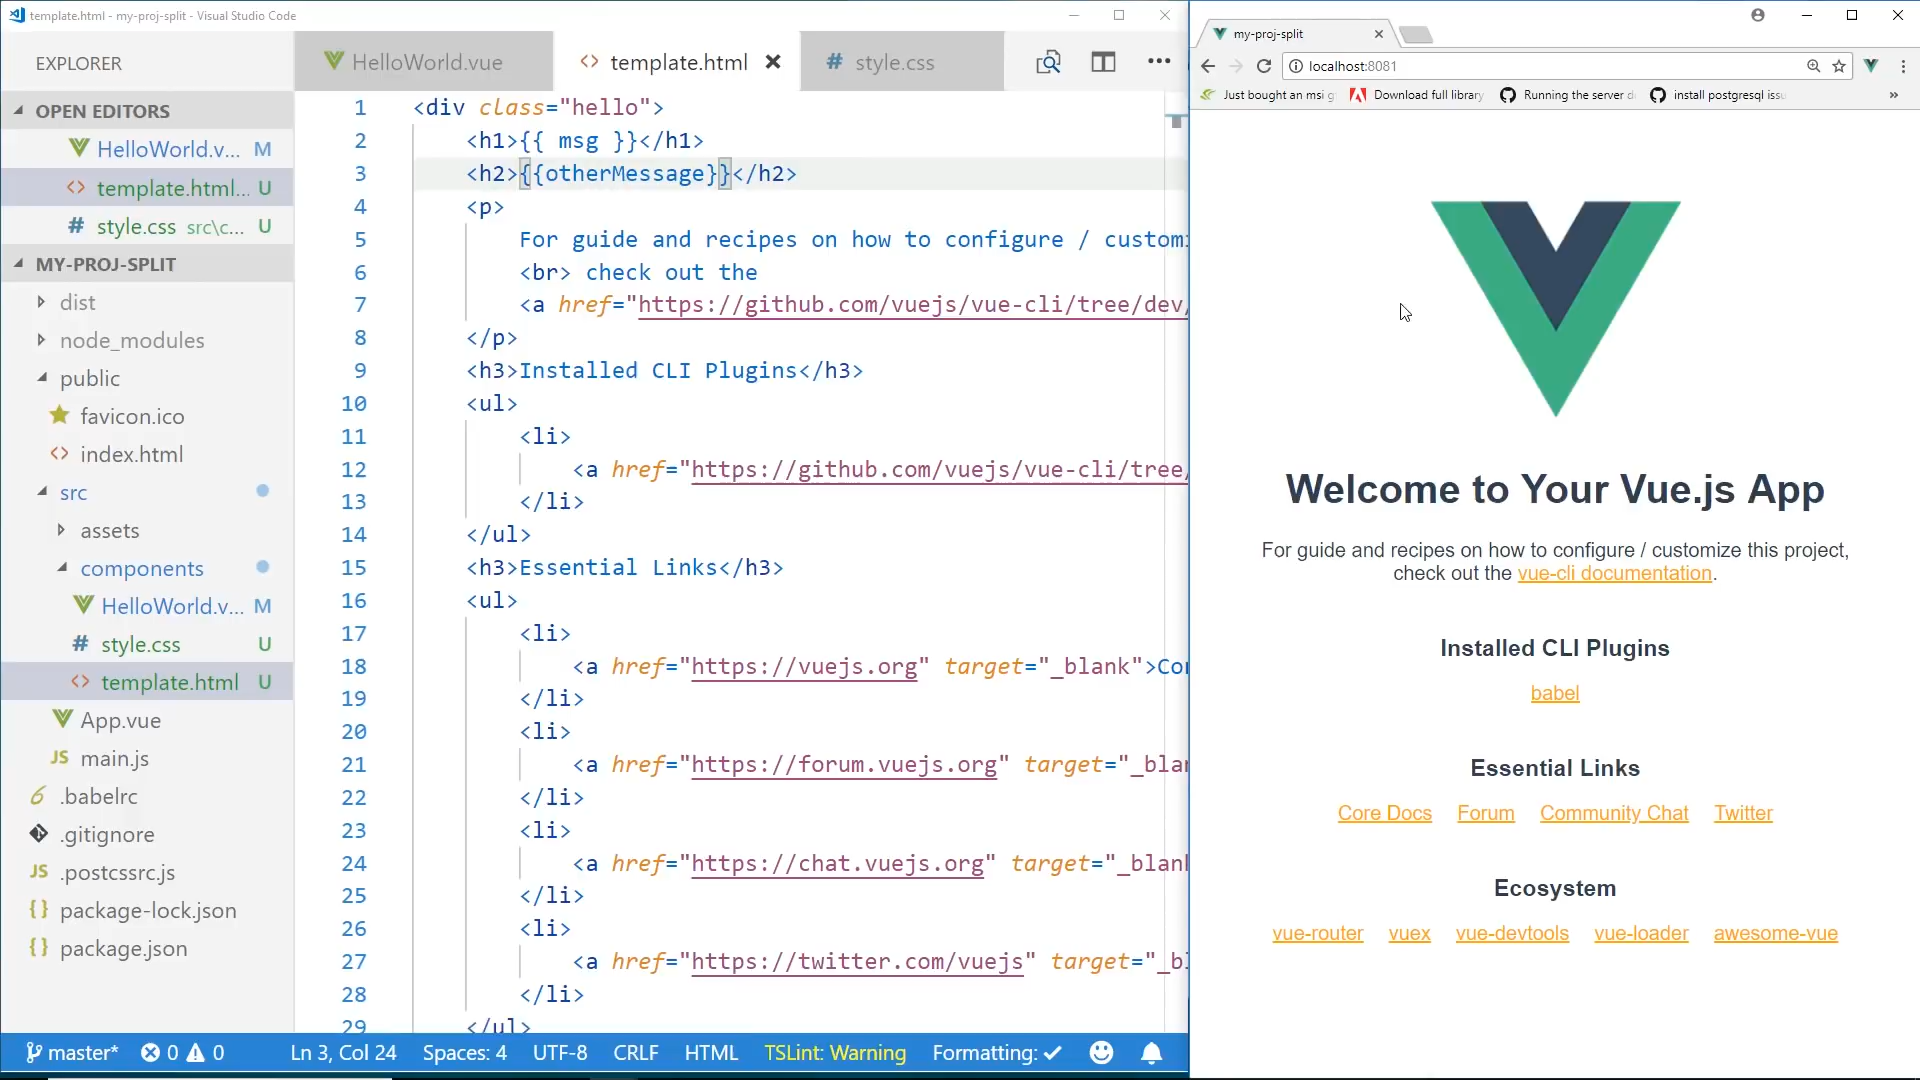 template.html - my-proj-split - Visual Studio Code
EXPLORER
OPEN EDITORS
HelloWorld.v... M
template.html... U
# style.css src\c... U
MY-PROJ-SPLIT
dist
node_modules
public
favicon.ico
<> index.html
src
assets
components
HelloWorld.v... M
# style.css U
<> template.html U
App.vue
JS main.js
6 .babelrc
.gitignore
JS .postcssrc.js
{} package-lock.json
{} package.json
HelloWorld.vue
<> template.html
# style.css
1 <div class="hello">
2 <h1>{{ msg }}</h1>
3 <h2>{{otherMessage}}</h2>
4 <p>
5 For guide and recipes on how to configure / customi
6 <br> check out the
7 <a href="https://github.com/vuejs/vue-cli/tree/dev/
8 </p>
9 <h3>Installed CLI Plugins</h3>
10 <ul>
11 <li>
12 <a href="https://github.com/vuejs/vue-cli/tree/
13 </li>
14 </ul>
15 <h3>Essential Links</h3>
16 <ul>
17 <li>
18 <a href="https://vuejs.org" target="_blank">Cor
19 </li>
20 <li>
21 <a href="https://forum.vuejs.org" target="_blan
22 </li>
23 <li>
24 <a href="https://chat.vuejs.org" target="_blank
25 </li>
26 <li>
27 <a href="https://twitter.com/vuejs" target="_bl
28 </li>
29 </ul>
master* 0 0 Ln 3, Col 24 Spaces: 4 UTF-8 CRLF HTML TSLint: Warning Formatting: ✓
my-proj-split
localhost:8081
Just bought an msi g Download full library Running the server d install postgresql issu »
Welcome to Your Vue.js App
For guide and recipes on how to configure / customize this project,
check out the vue-cli documentation.
Installed CLI Plugins
babel
Essential Links
Core Docs Forum Community Chat Twitter
Ecosystem
vue-router vuex vue-devtools vue-loader awesome-vue